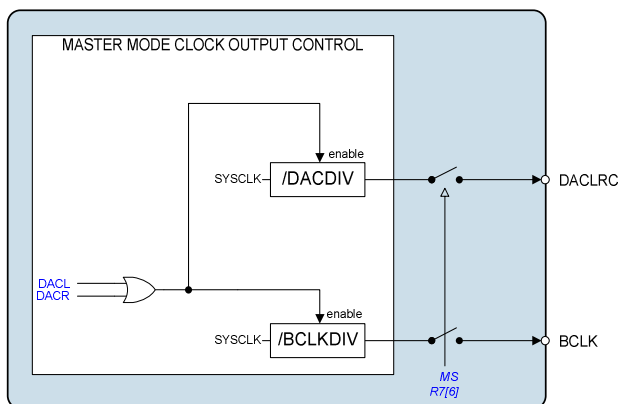 MASTER MODE CLOCK OUTPUT CONTROL
enable
SYSCLK
/DACDIV
DACLRC
DACL
DACR
enable
SYSCLK
/BCLKDIV
BCLK
MS
R7[6]